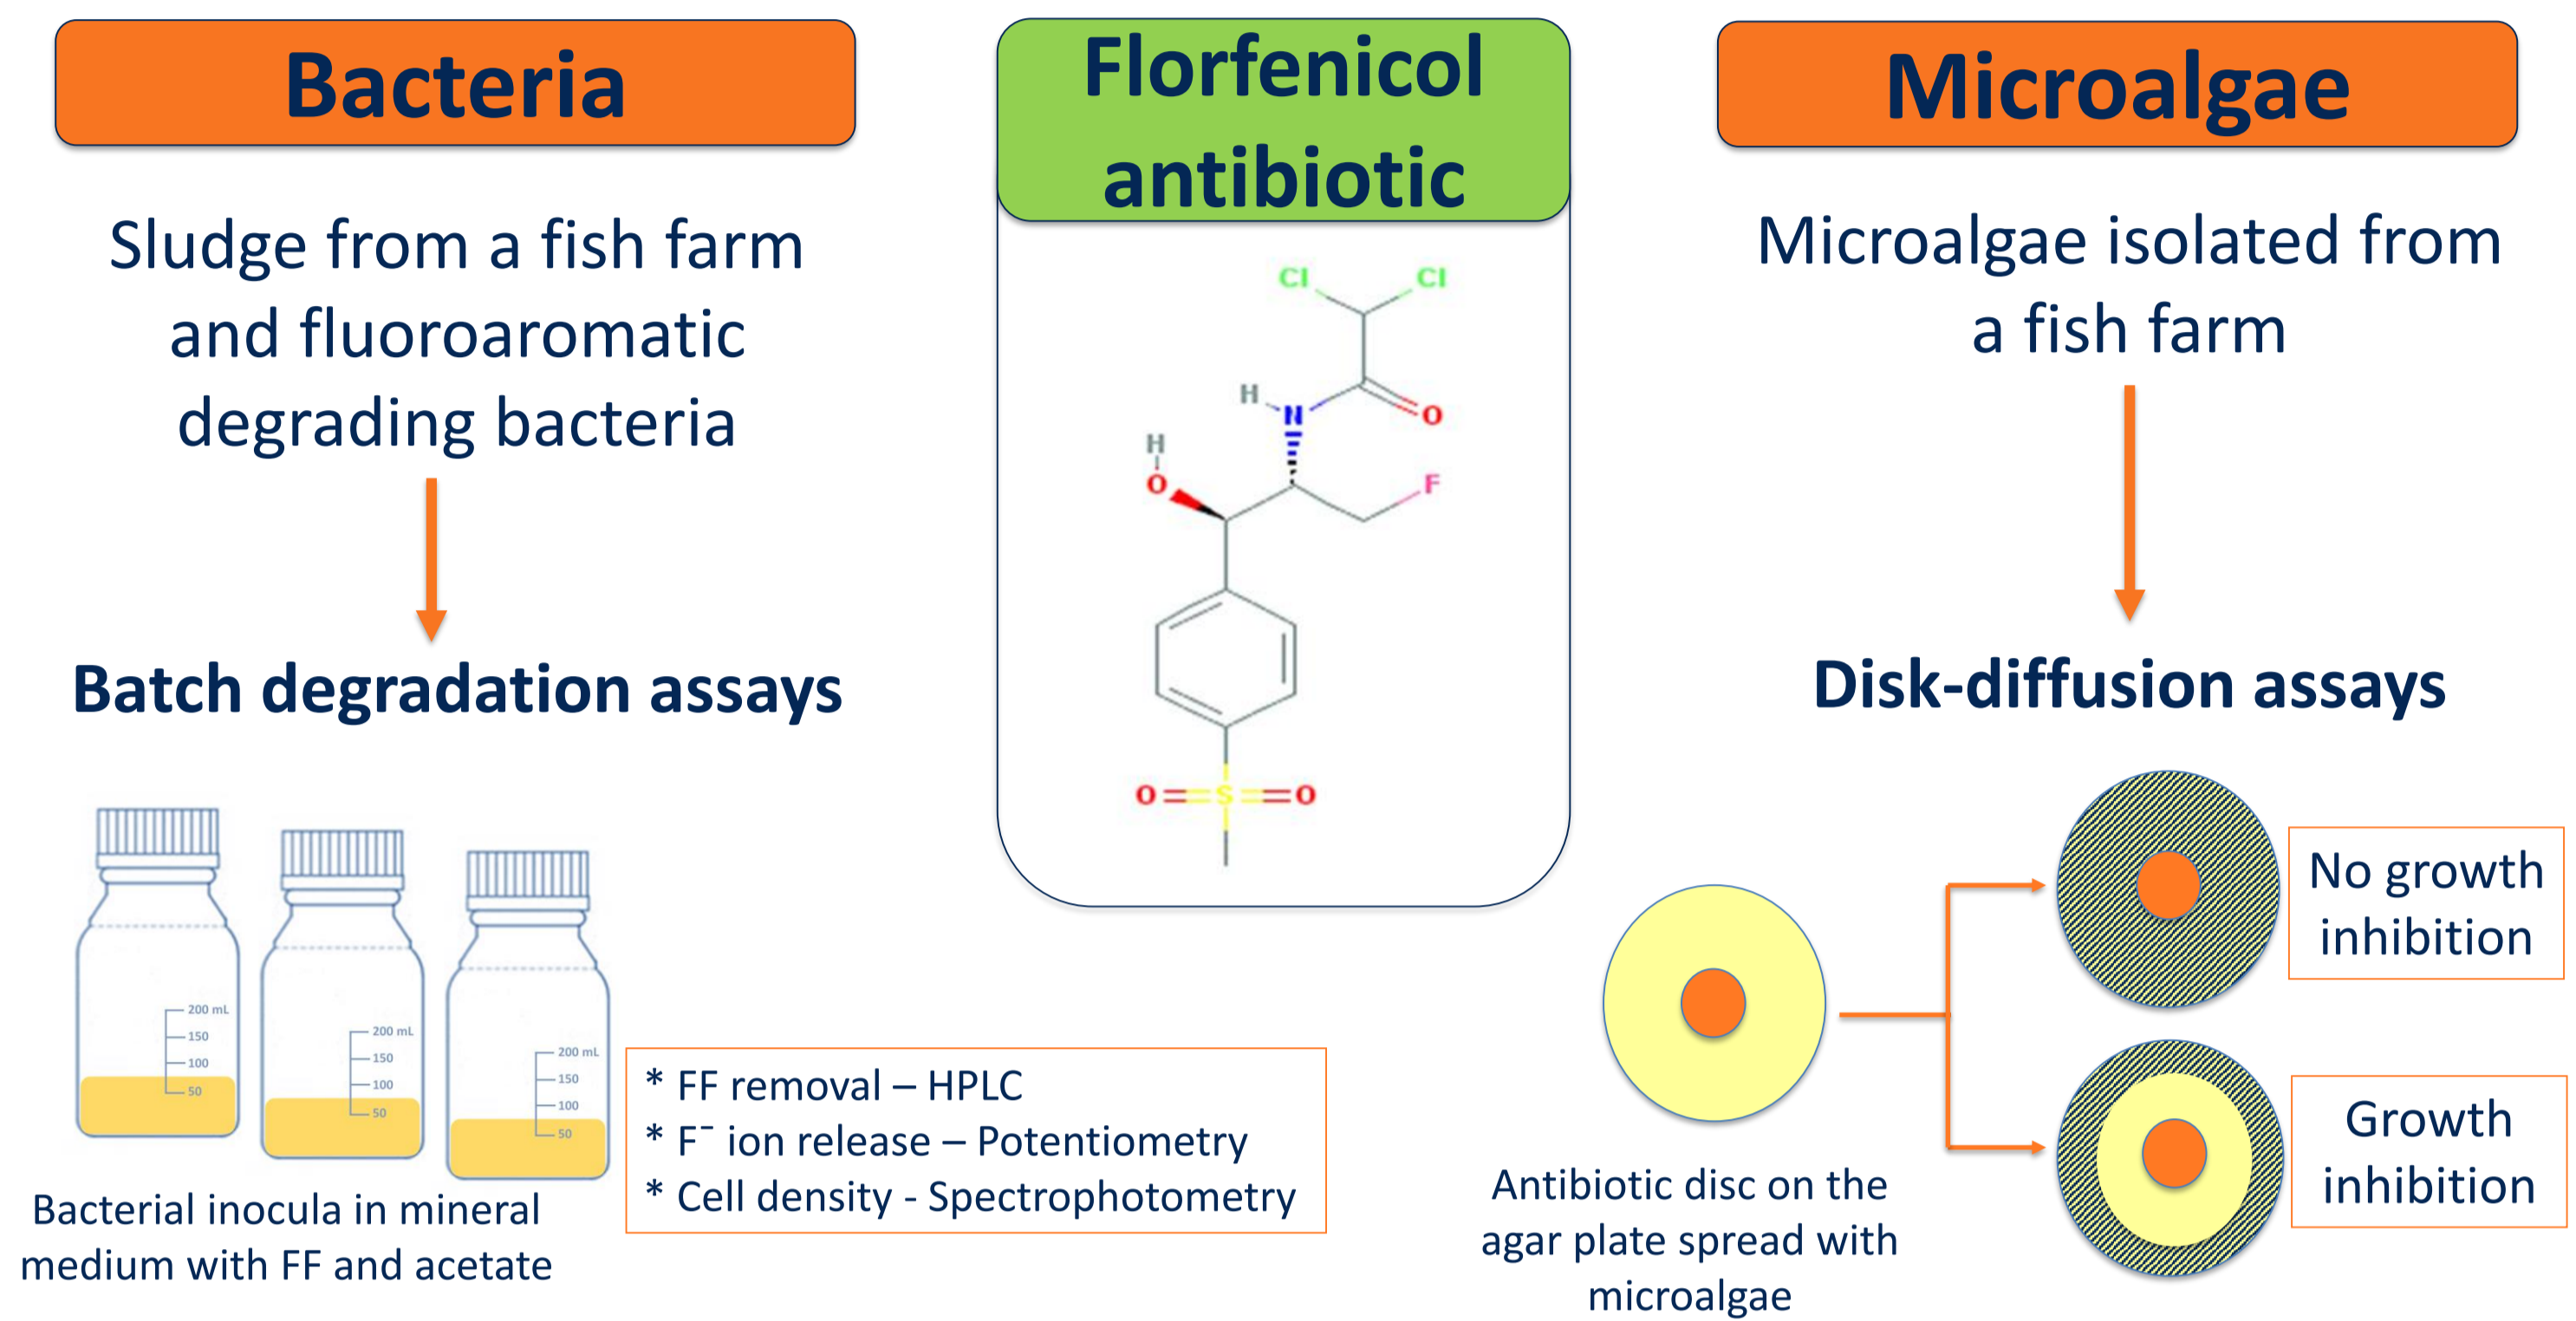 Bacteria
Sludge from a fish farm
and fluoroaromatic
degrading bacteria
Batch degradation assays
200 mL
150
100
50
200 mL
150
100
50
200 mL
150
100
50
Bacterial inocula in mineral
medium with FF and acetate
* FF removal – HPLC
* F⁻ ion release – Potentiometry
* Cell density - Spectrophotometry
Florfenicol
antibiotic
Cl Cl
H
N
O
H
O
F
O=S=O
Microalgae
Microalgae isolated from
a fish farm
Disk-diffusion assays
Antibiotic disc on the
agar plate spread with
microalgae
No growth
inhibition
Growth
inhibition